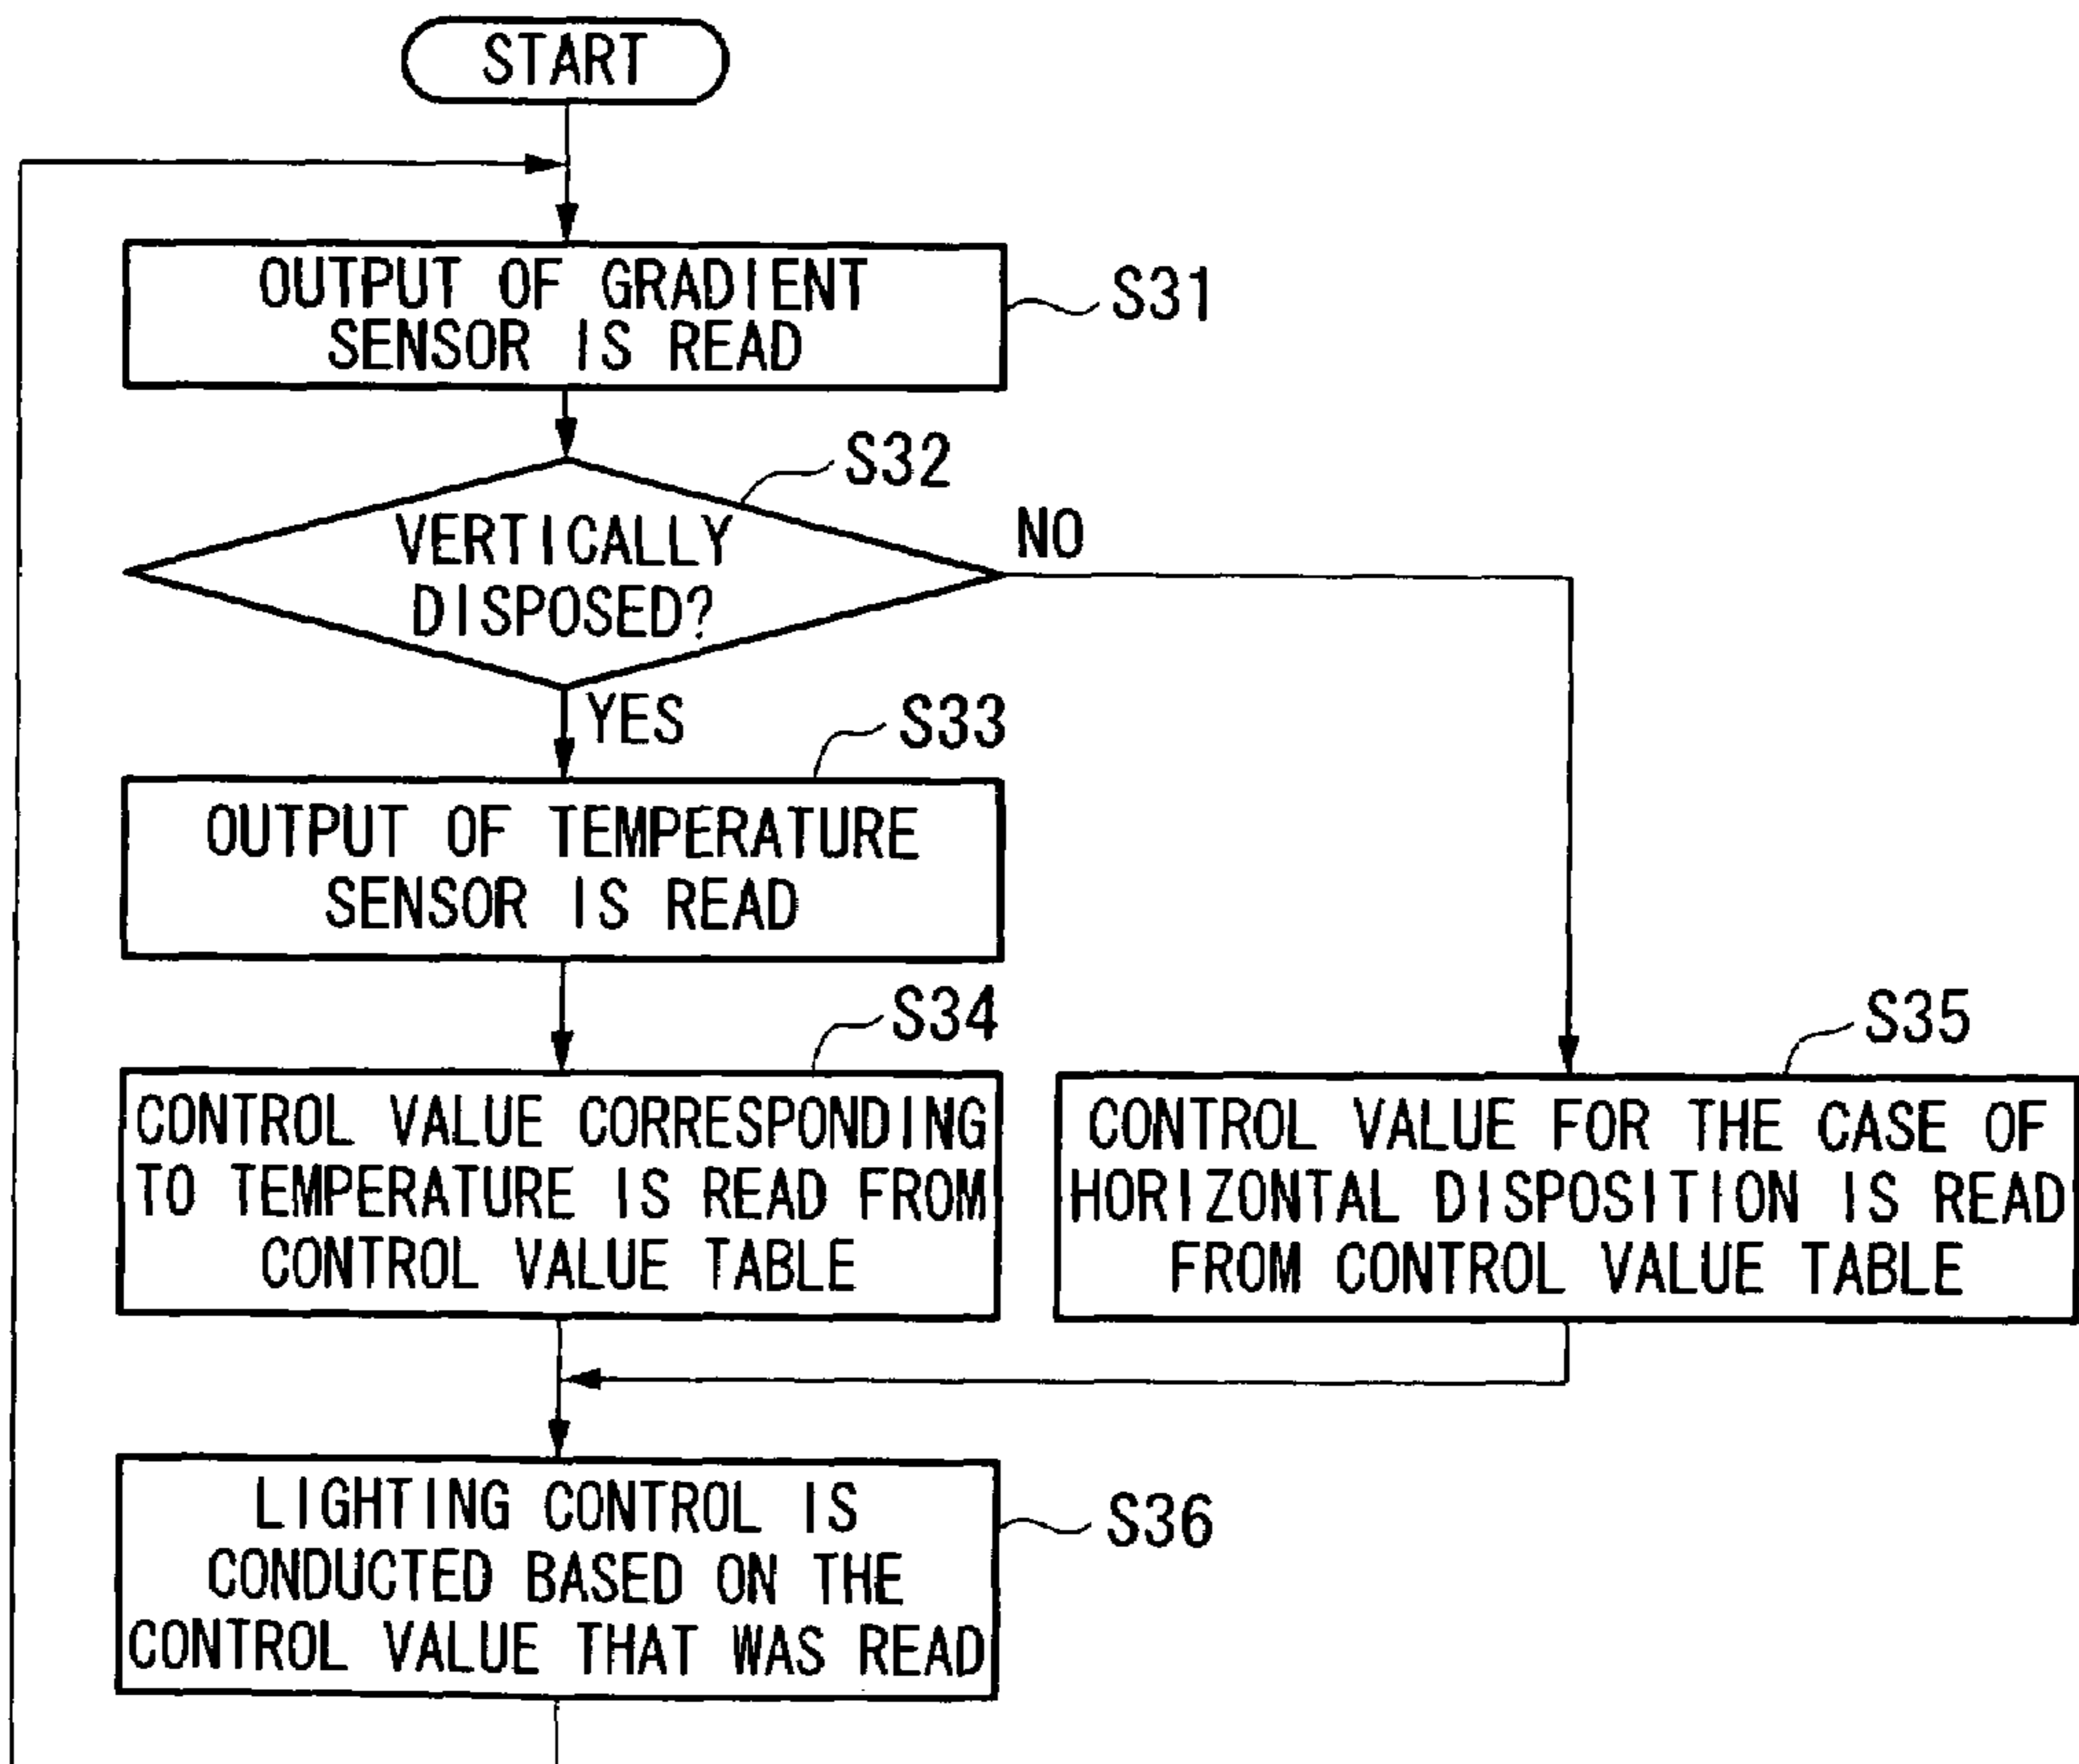 START
OUTPUT OF GRADIENT
SENSOR IS READ
S31
S32
VERTICALLY
DISPOSED?
NO
YES
S33
OUTPUT OF TEMPERATURE
SENSOR IS READ
S34
CONTROL VALUE CORRESPONDING
TO TEMPERATURE IS READ FROM
CONTROL VALUE TABLE
S35
CONTROL VALUE FOR THE CASE OF
HORIZONTAL DISPOSITION IS READ
FROM CONTROL VALUE TABLE
LIGHTING CONTROL IS
CONDUCTED BASED ON THE
CONTROL VALUE THAT WAS READ
S36